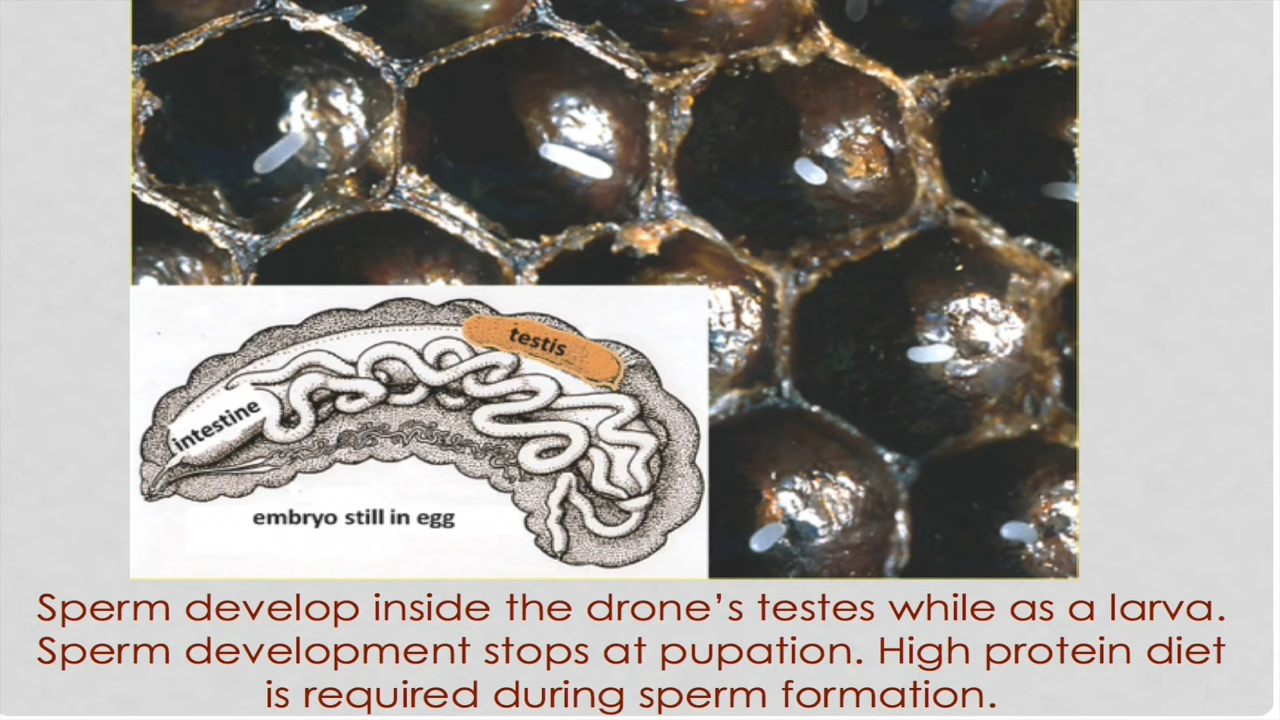 testis
intestine
embryo still in egg
Sperm develop inside the drone’s testes while as a larva.
Sperm development stops at pupation. High protein diet
is required during sperm formation.